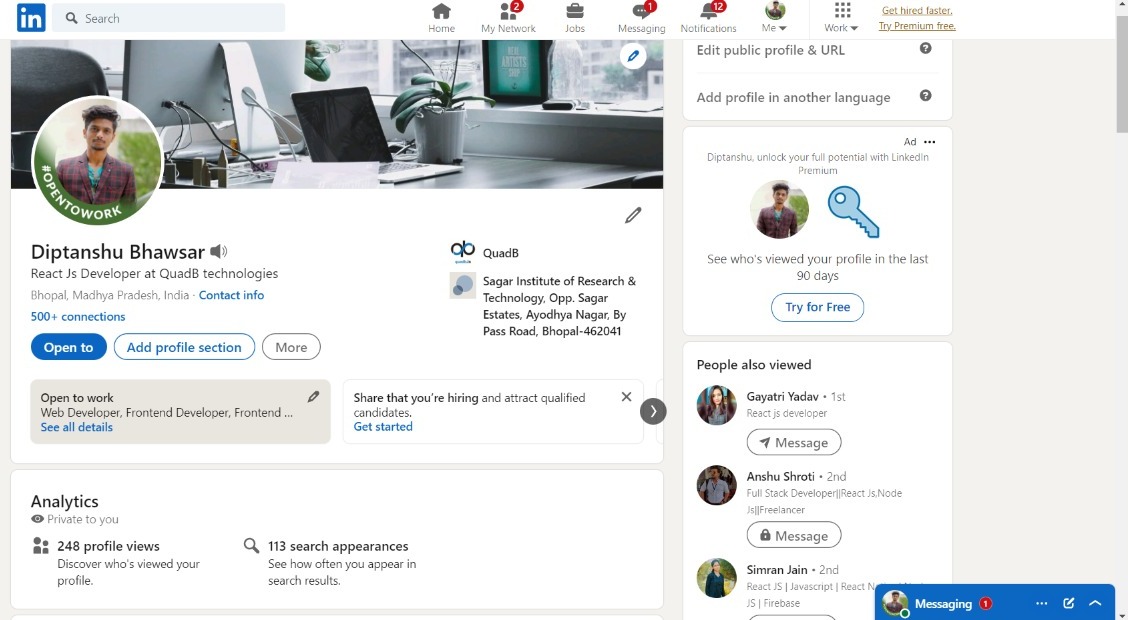 in
Search
Home
2
My Network
Jobs
1
Messaging
12
Notifications
Me
Work
Get hired faster.
Try Premium free.
#OPENTOWORK
Diptanshu Bhawsar
React Js Developer at QuadB technologies
Bhopal, Madhya Pradesh, India · Contact info
500+ connections
Open to
Add profile section
More
QuadB
Sagar Institute of Research &
Technology, Opp. Sagar
Estates, Ayodhya Nagar, By
Pass Road, Bhopal-462041
Open to work
Web Developer, Frontend Developer, Frontend ...
See all details
Share that you're hiring and attract qualified
candidates.
Get started
Analytics
Private to you
248 profile views
Discover who's viewed your
profile.
113 search appearances
See how often you appear in
search results.
Edit public profile & URL
Add profile in another language
Ad
Diptanshu, unlock your full potential with LinkedIn
Premium
See who's viewed your profile in the last
90 days
Try for Free
People also viewed
Gayatri Yadav • 1st
React js developer
Message
Anshu Shroti • 2nd
Full Stack Developer||React Js,Node
Js||Freelancer
Message
Simran Jain • 2nd
React JS | Javascript | React
JS | Firebase
Messaging 1